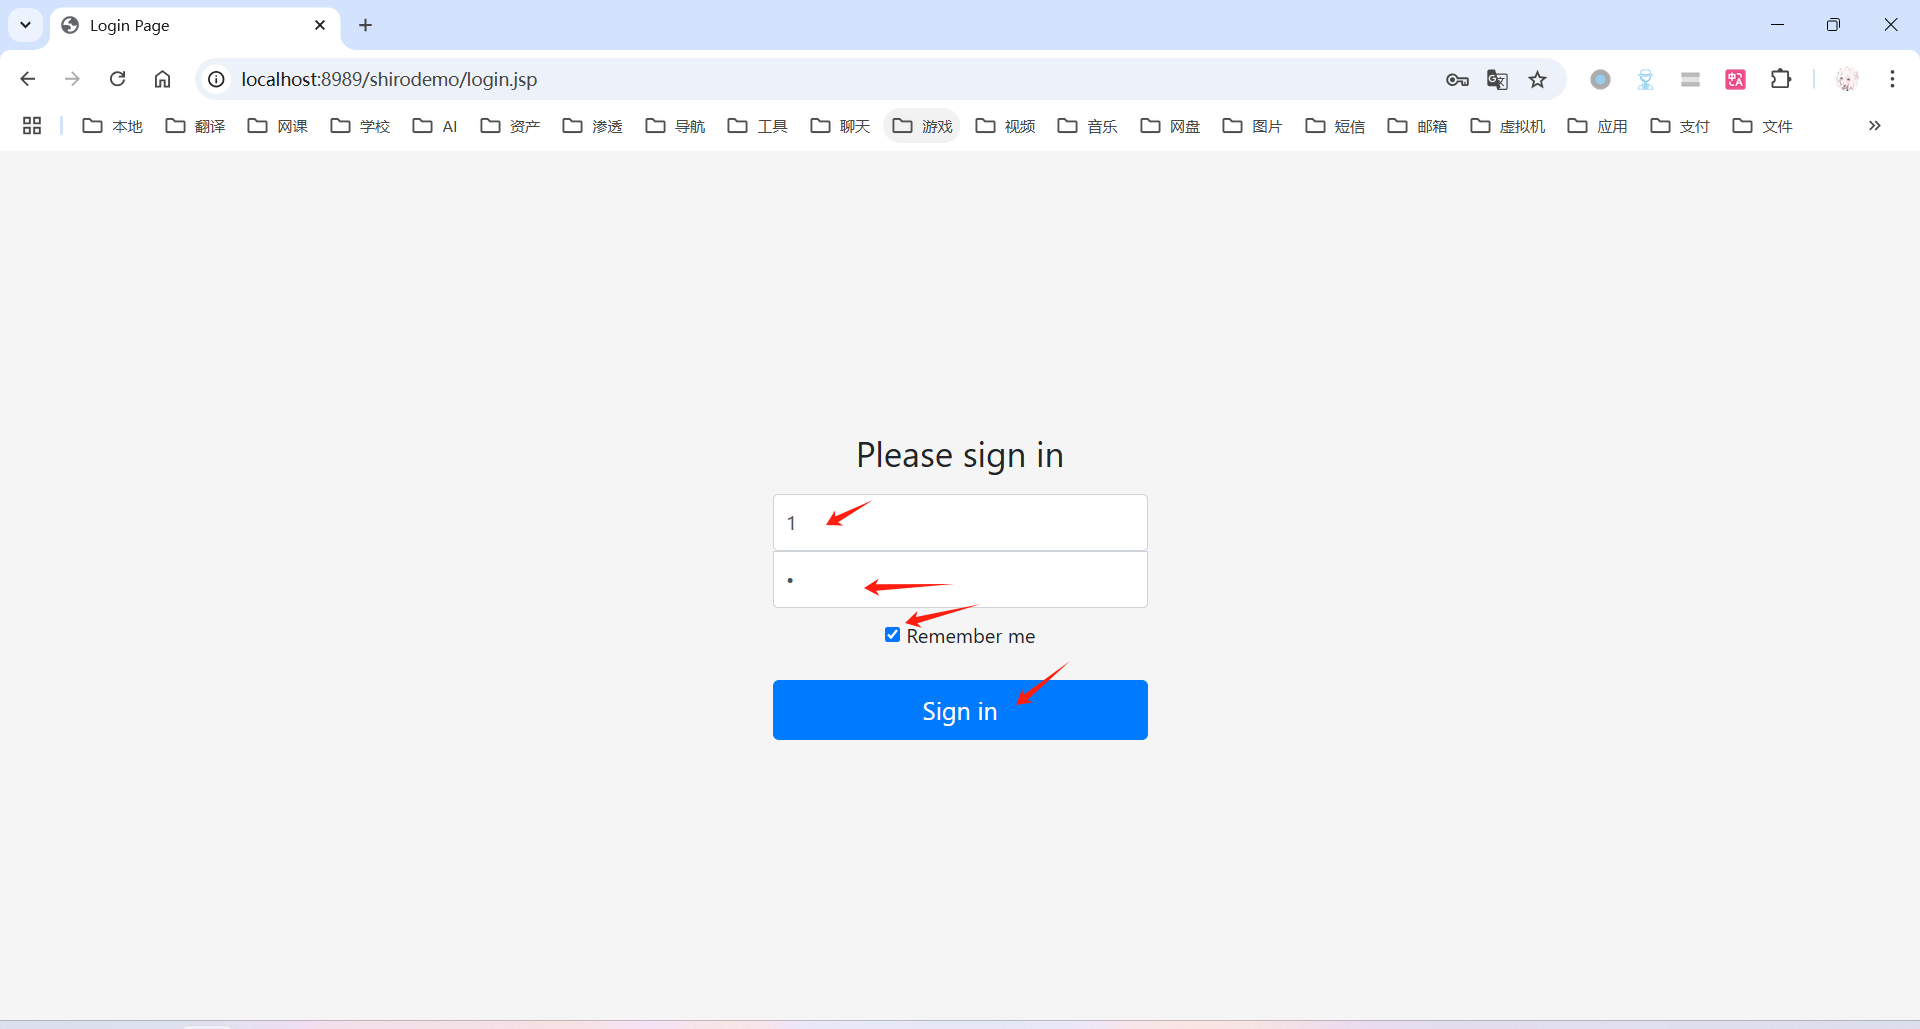 Login Page
localhost:8989/shirodemo/login.jsp
本地 翻译 网课 学校 AI 资产 渗透 导航 工具 聊天 游戏 视频 音乐 网盘 图片 短信 邮箱 虚拟机 应用 支付 文件
Please sign in
1
•
Remember me
Sign in